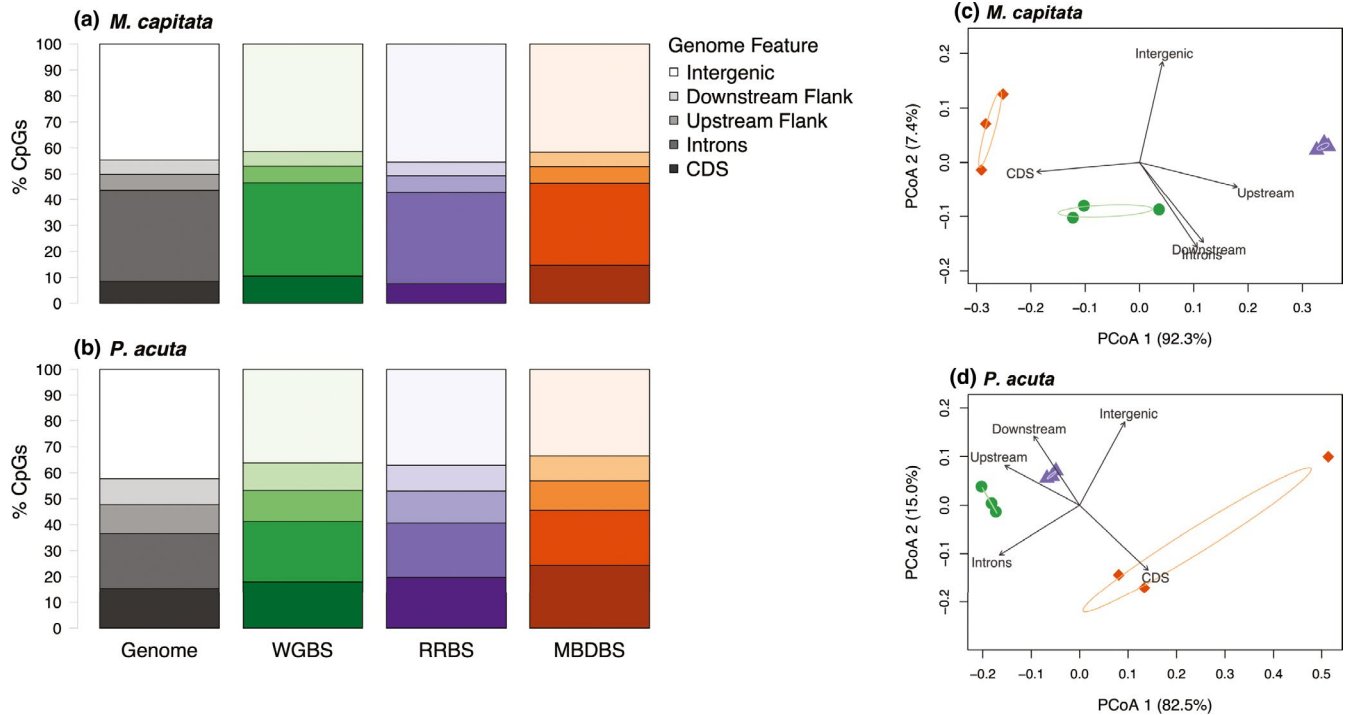 (a) M. capitata
100
90
80
70
60
50
40
30
20
10
0
% CpGs
Genome Feature
Intergenic
Downstream Flank
Upstream Flank
Introns
CDS
(b) P. acuta
100
90
80
70
60
50
40
30
20
10
0
% CpGs
Genome
WGBS
RRBS
MBDBS
(c) M. capitata
0.2
0.1
0.0
−0.1
−0.2
PCoA 2 (7.4%)
Intergenic
CDS
Upstream
Downstream
Introns
−0.3
−0.2
−0.1
0.0
0.1
0.2
0.3
PCoA 1 (92.3%)
(d) P. acuta
0.2
0.1
0.0
−0.1
−0.2
PCoA 2 (15.0%)
Intergenic
Downstream
Upstream
Introns
CDS
−0.2
−0.1
0.0
0.1
0.2
0.3
0.4
0.5
PCoA 1 (82.5%)